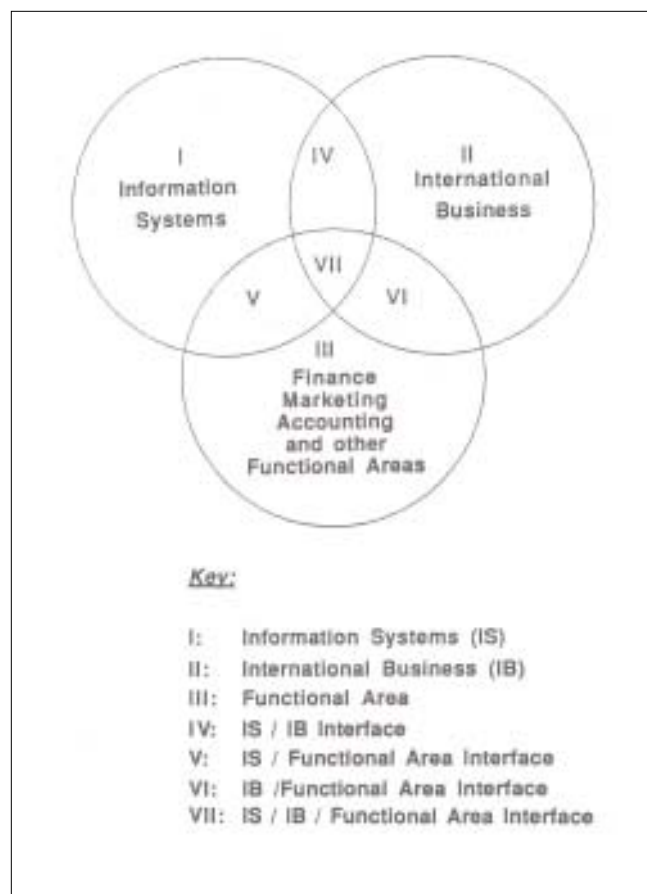 I
Information
Systems
IV
II
International
Business
VII
V
VI
III
Finance
Marketing
Accounting
and other
Functional Areas
Key:
I: Information Systems (IS)
II: International Business (IB)
III: Functional Area
IV: IS / IB Interface
V: IS / Functional Area Interface
VI: IB /Functional Area Interface
VII: IS / IB / Functional Area Interface